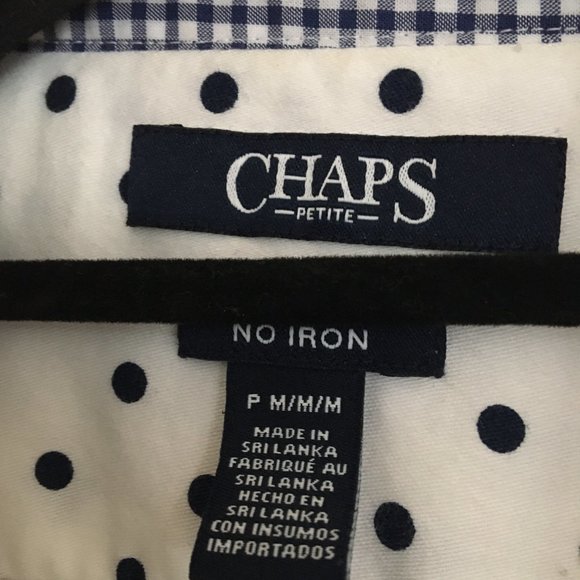 CHAPS
PETITE
NO IRON
P M/M/M
MADE IN
SRI LANKA
FABRIQUÉ AU
SRI LANKA
HECHO EN
SRI LANKA
CON INSUMOS
IMPORTADOS